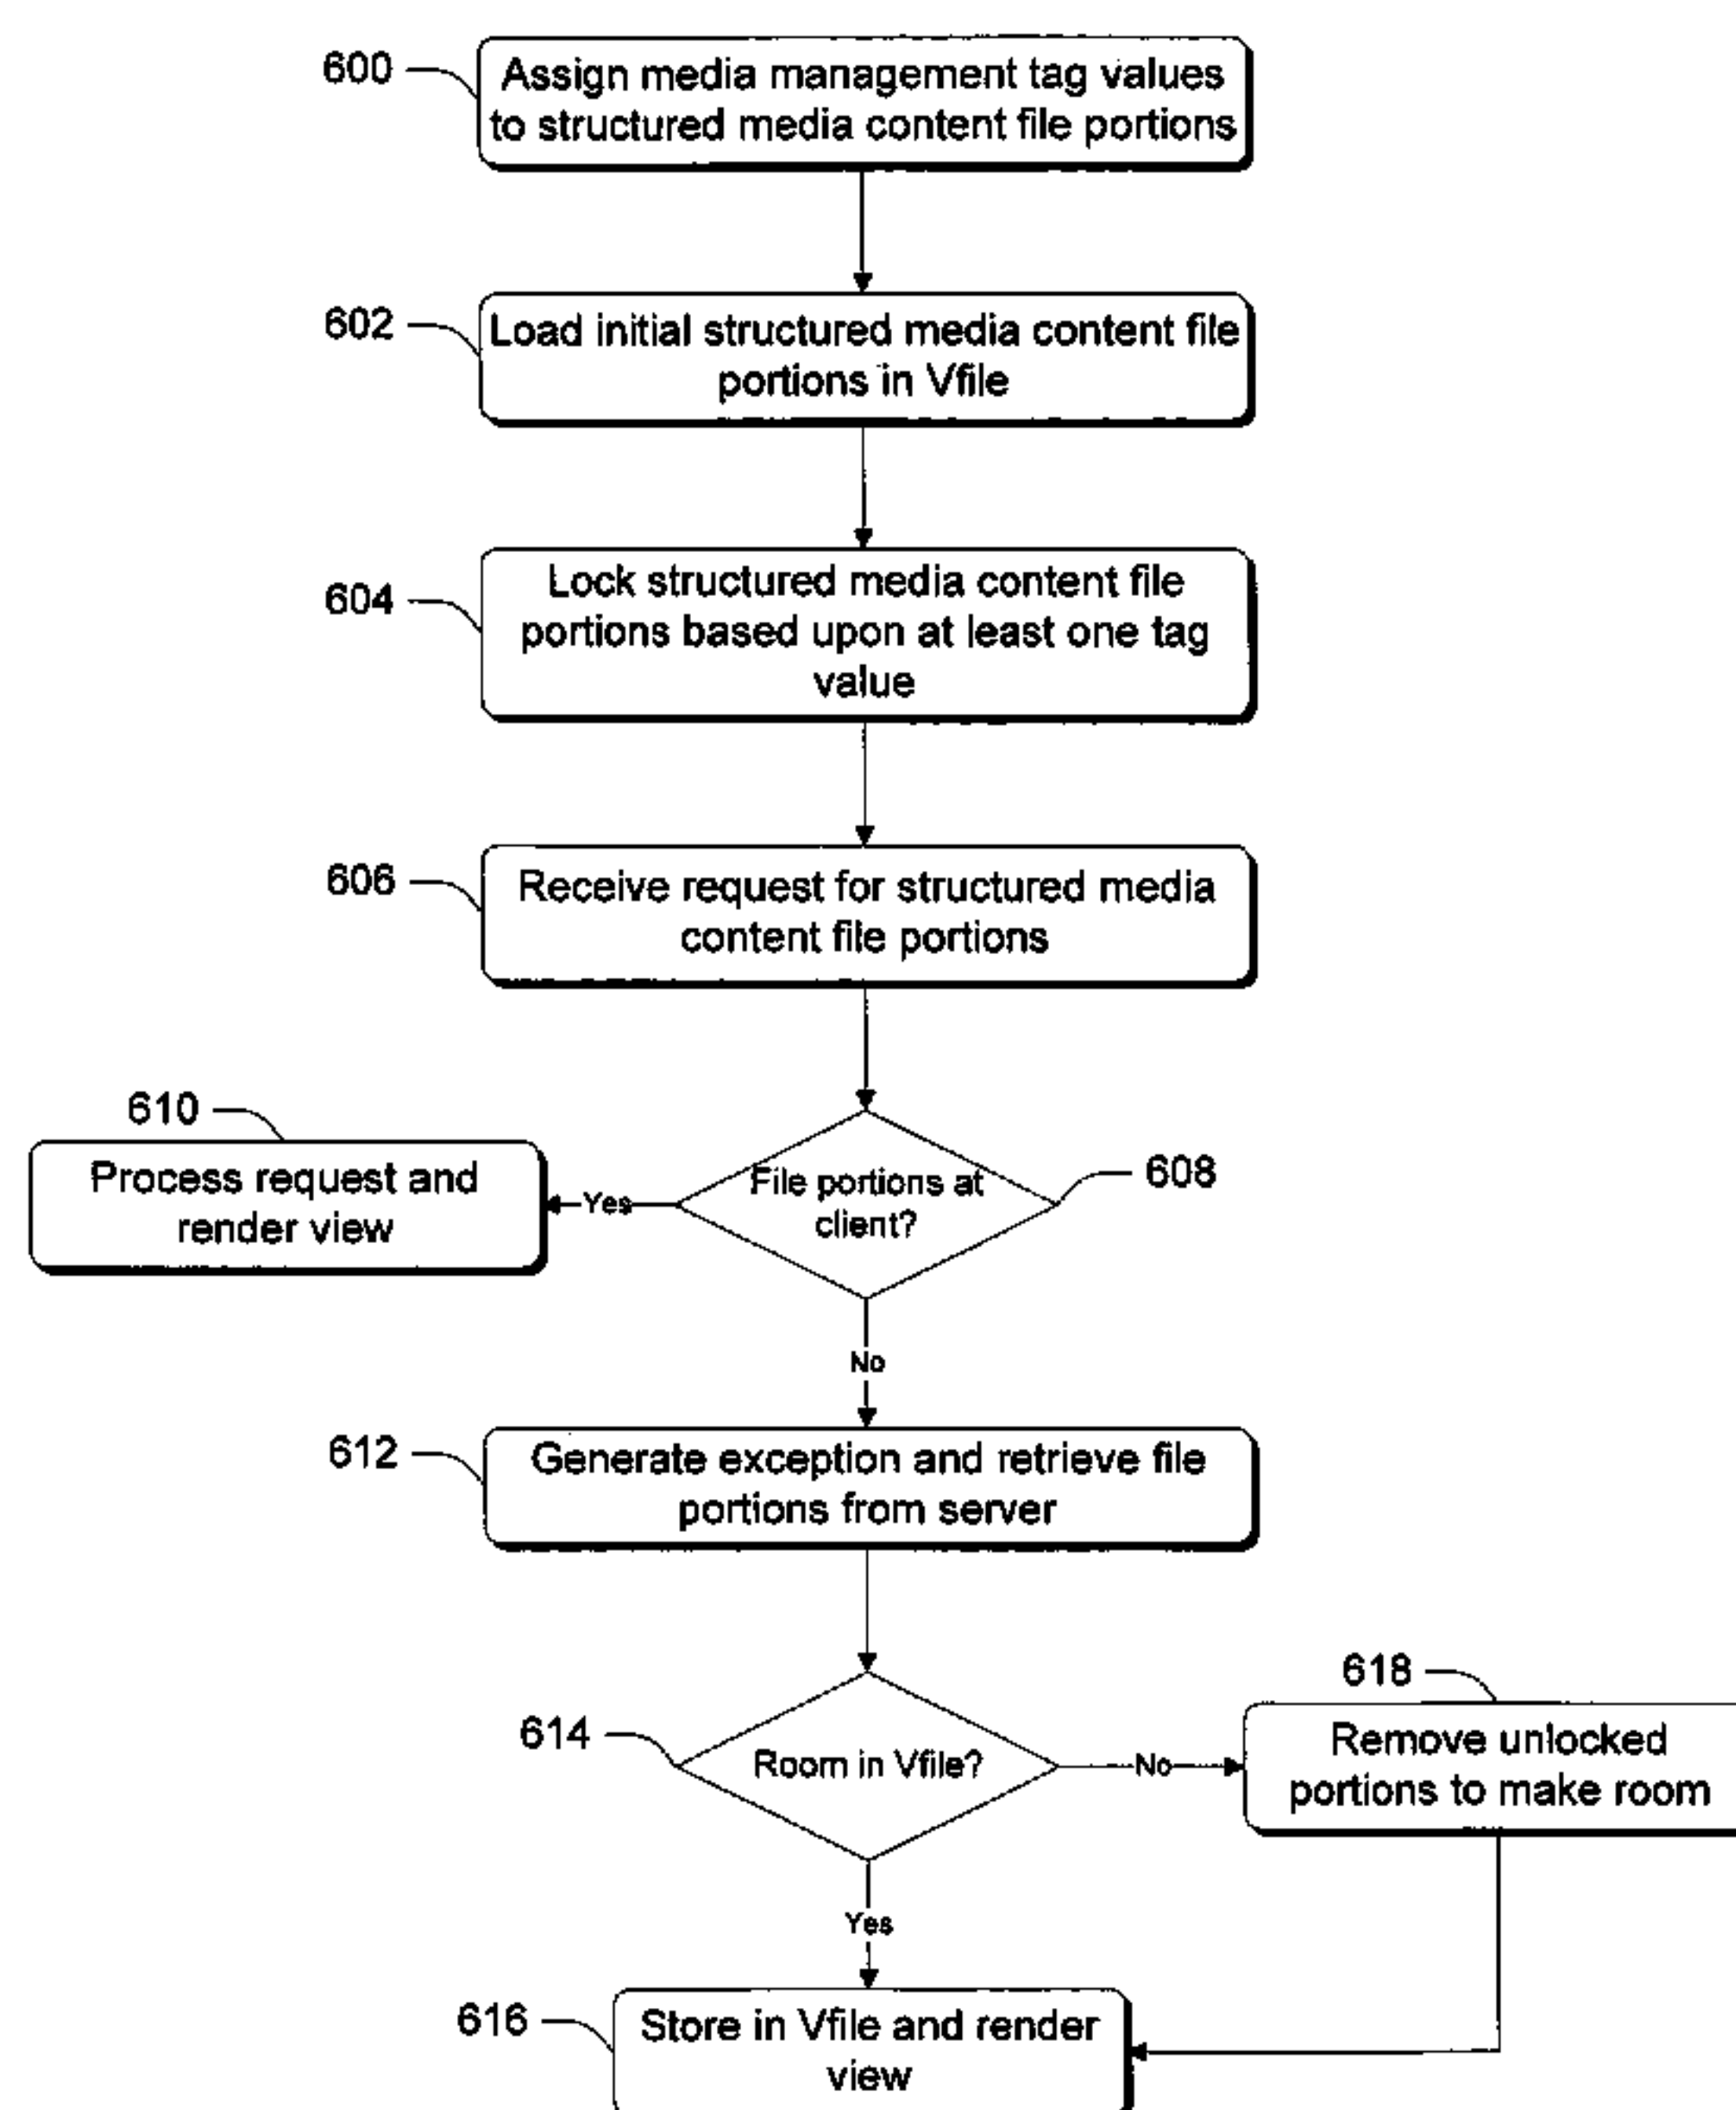 600
Assign media management tag values
to structured media content file portions
602
Load initial structured media content file
portions in Vfile
604
Lock structured media content file
portions based upon at least one tag
value
606
Receive request for structured media
content file portions
610
Process request and
render view
Yes
File portions at
client?
608
No
612
Generate exception and retrieve file
portions from server
614
Room in Vfile?
No
618
Remove unlocked
portions to make room
Yes
616
Store in Vfile and render
view